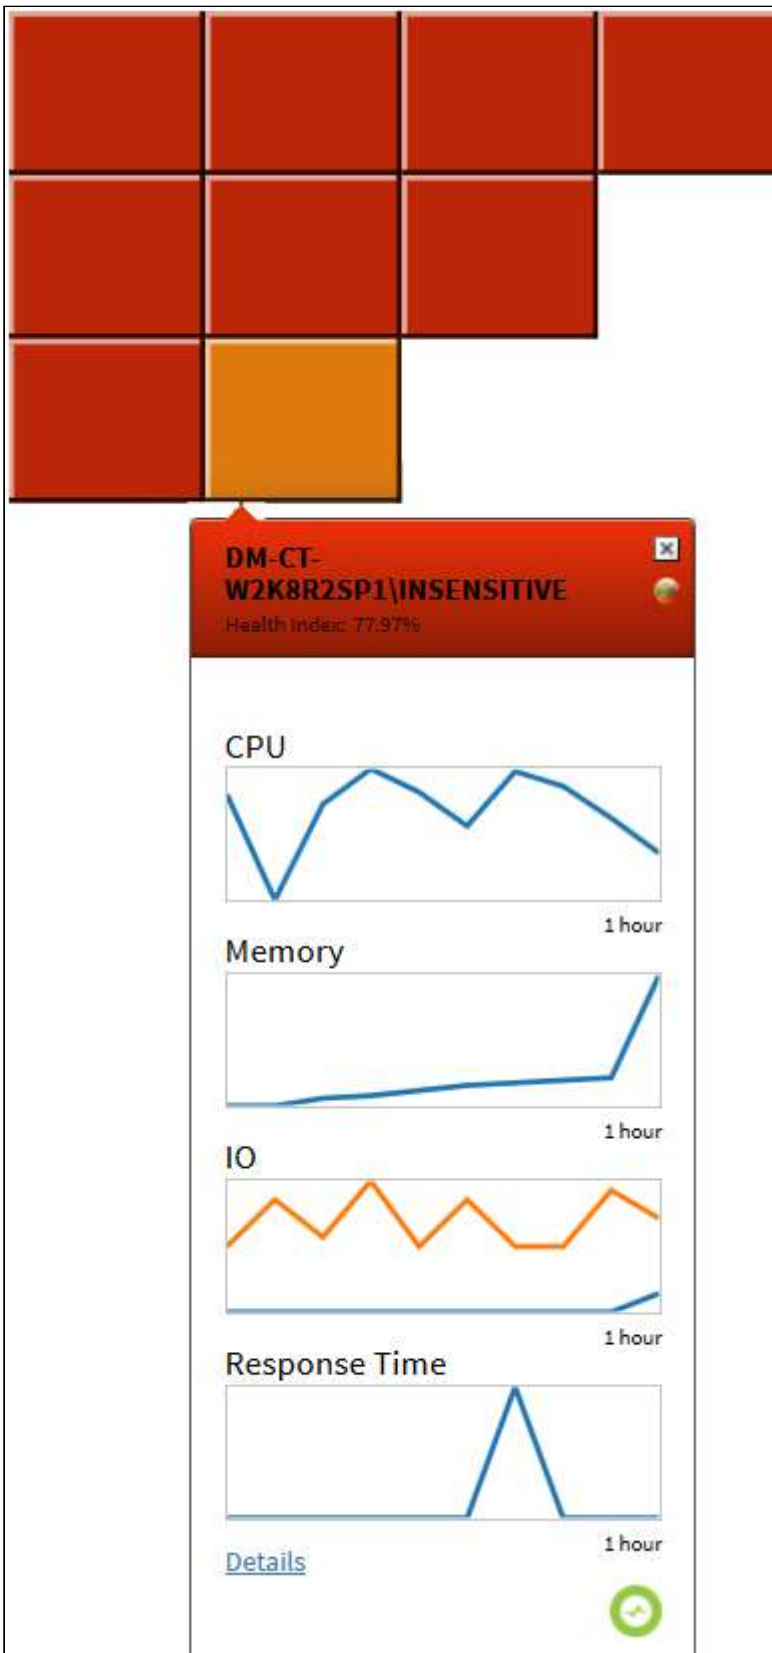 DM-CT-
W2K8R2SP1\INSENSITIVE
Health Index: 77.97%
CPU
1 hour
Memory
1 hour
IO
1 hour
Response Time
1 hour
Details